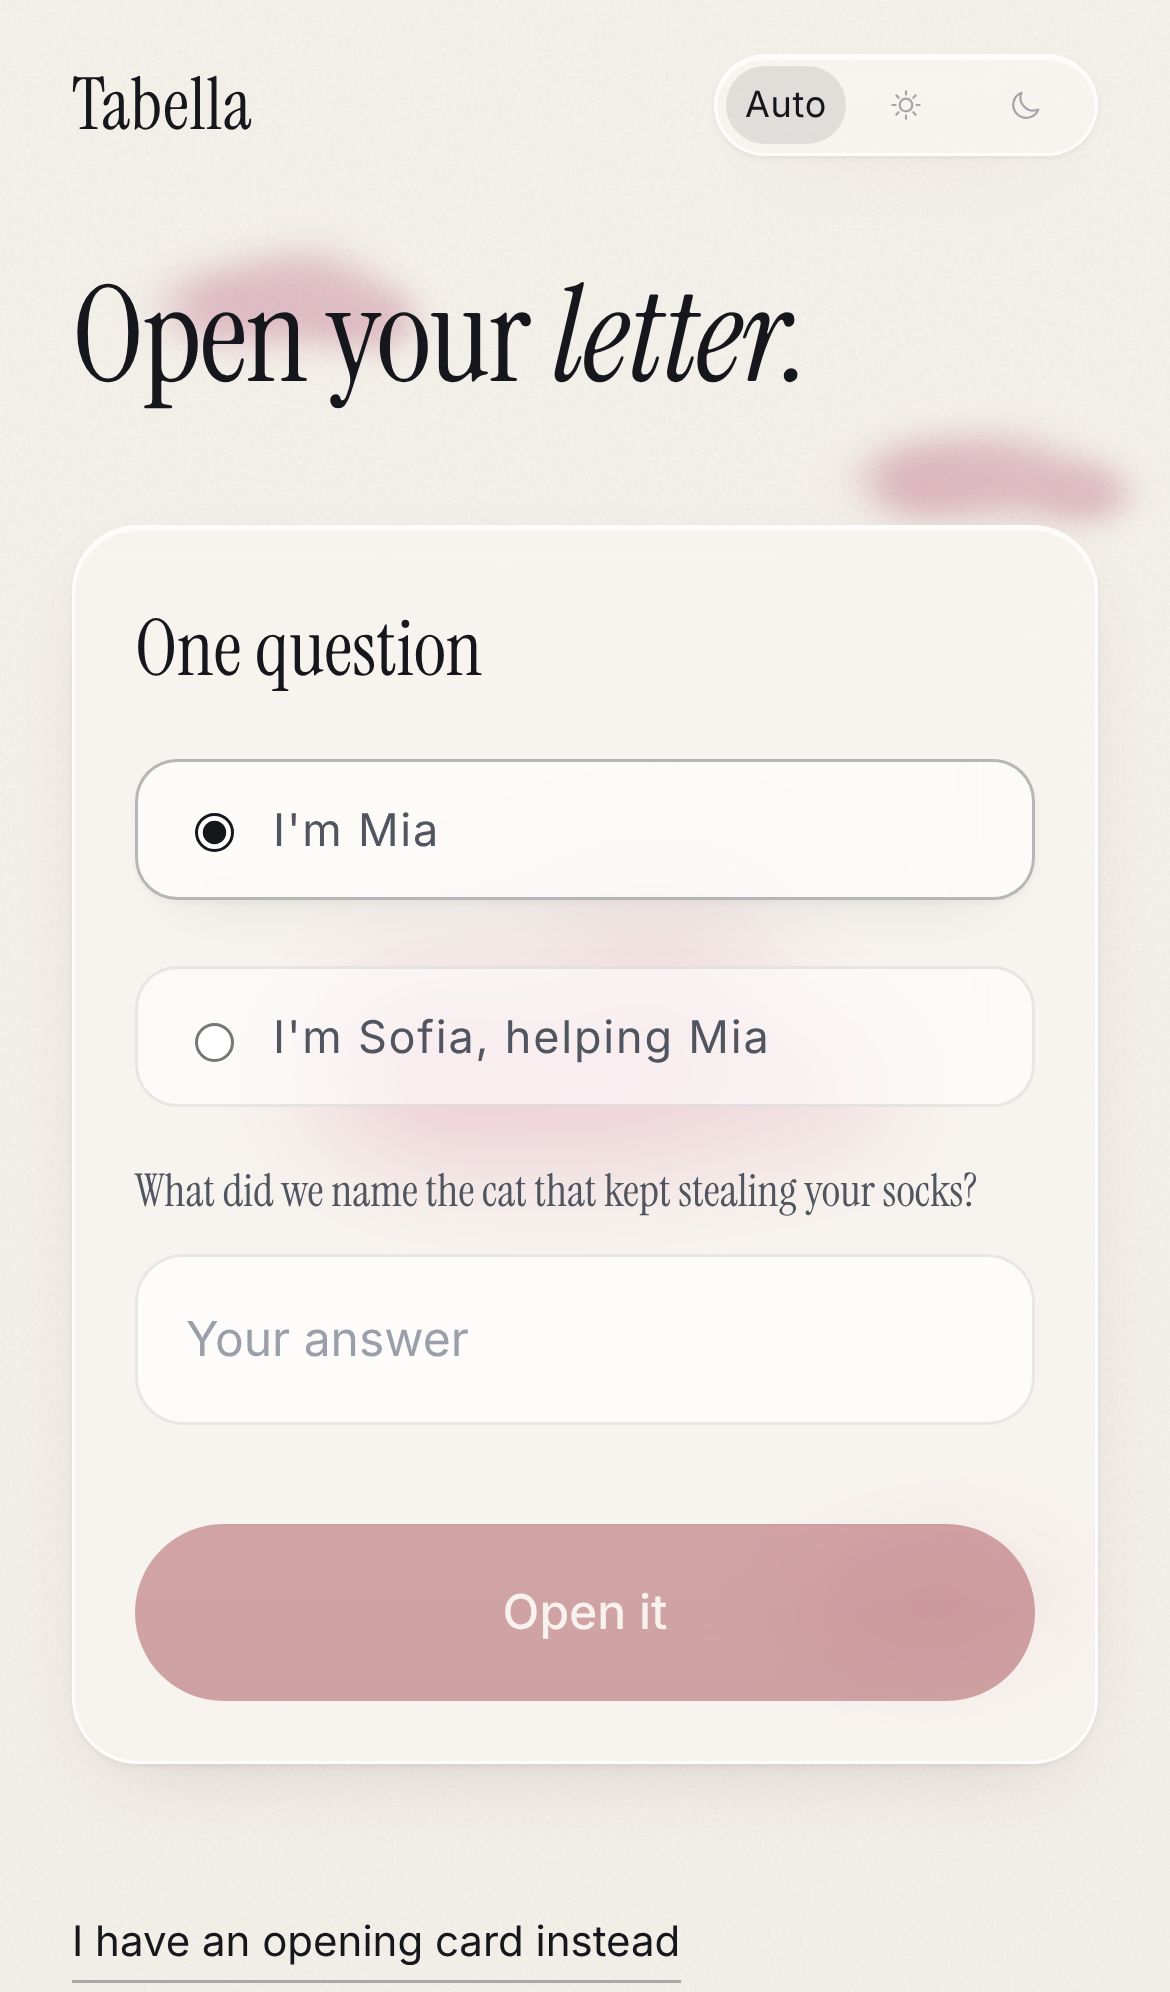 Tabella
Auto
Open your letter.
One question
I'm Mia
I'm Sofia, helping Mia
What did we name the cat that kept stealing your socks?
Your answer
Open it
I have an opening card instead